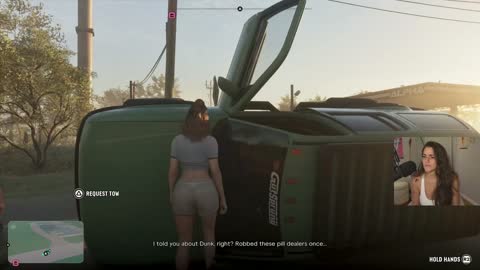 REQUEST TOW
I told you about Dunk, right? Robbed these pill dealers once..
HOLD HANDS